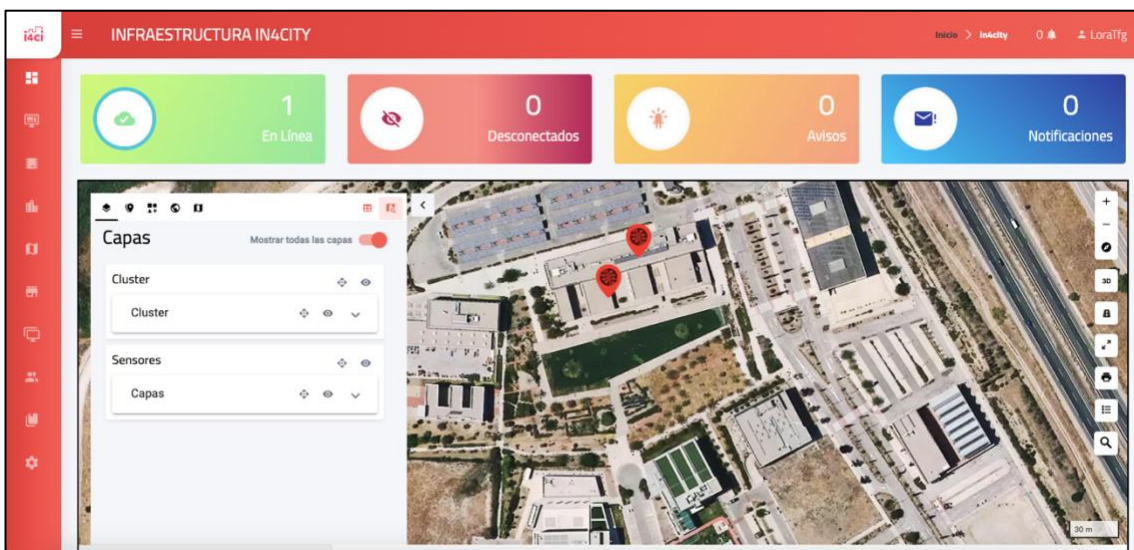 i4ci
INFRAESTRUCTURA IN4CITY
Inicio > in4city
0
LoraTfg
1
En Línea
0
Desconectados
0
Avisos
0
Notificaciones
Capas
Mostrar todas las capas
Cluster
Cluster
Sensores
Capas
+
-
3D
30 m